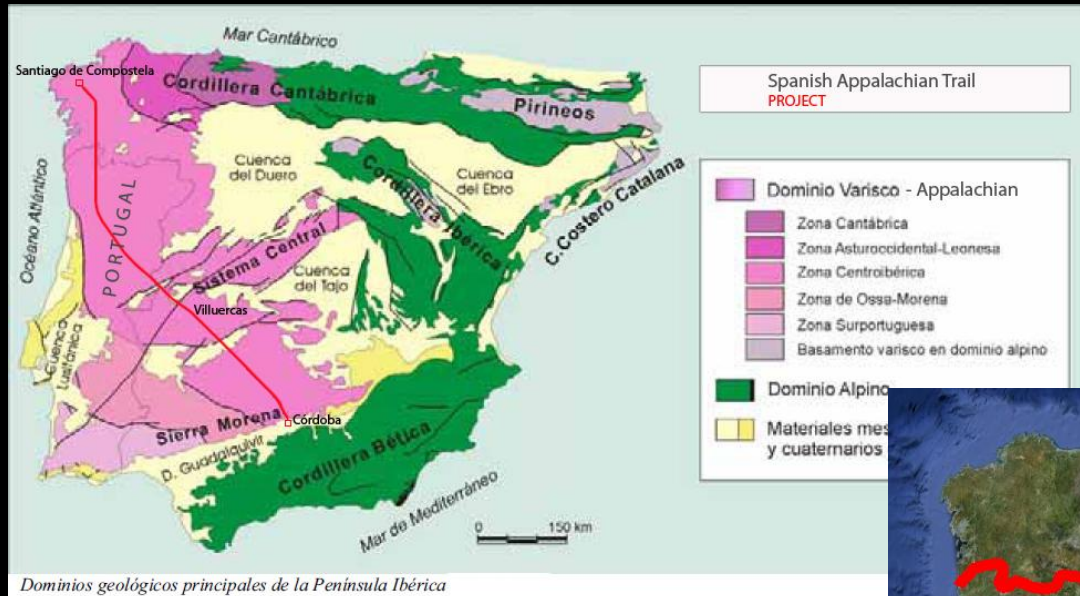 Mar Cantábrico
Santiago de Compostela
Cordillera Cantábrica
Pirineos
Océano Atlántico
PORTUGAL
Cuenca
del Duero
Cordillera Ibérica
Cuenca
del Ebro
C. Costero Catalana
Sistema Central
Cuenca
del Tajo
Villuercas
Cuenca
Lusitánica
Sierra Morena
Córdoba
D. Guadalquivir
Cordillera Bética
Mar de Mediterráneo
0 150 km
Spanish Appalachian Trail
PROJECT
Dominio Varisco - Appalachian
Zona Cantábrica
Zona Asturoccidental-Leonesa
Zona Centroibérica
Zona de Ossa-Morena
Zona Surportuguesa
Basamento varisco en dominio alpino
Dominio Alpino
Materiales mes
y cuaternarios
Dominios geológicos principales de la Península Ibérica